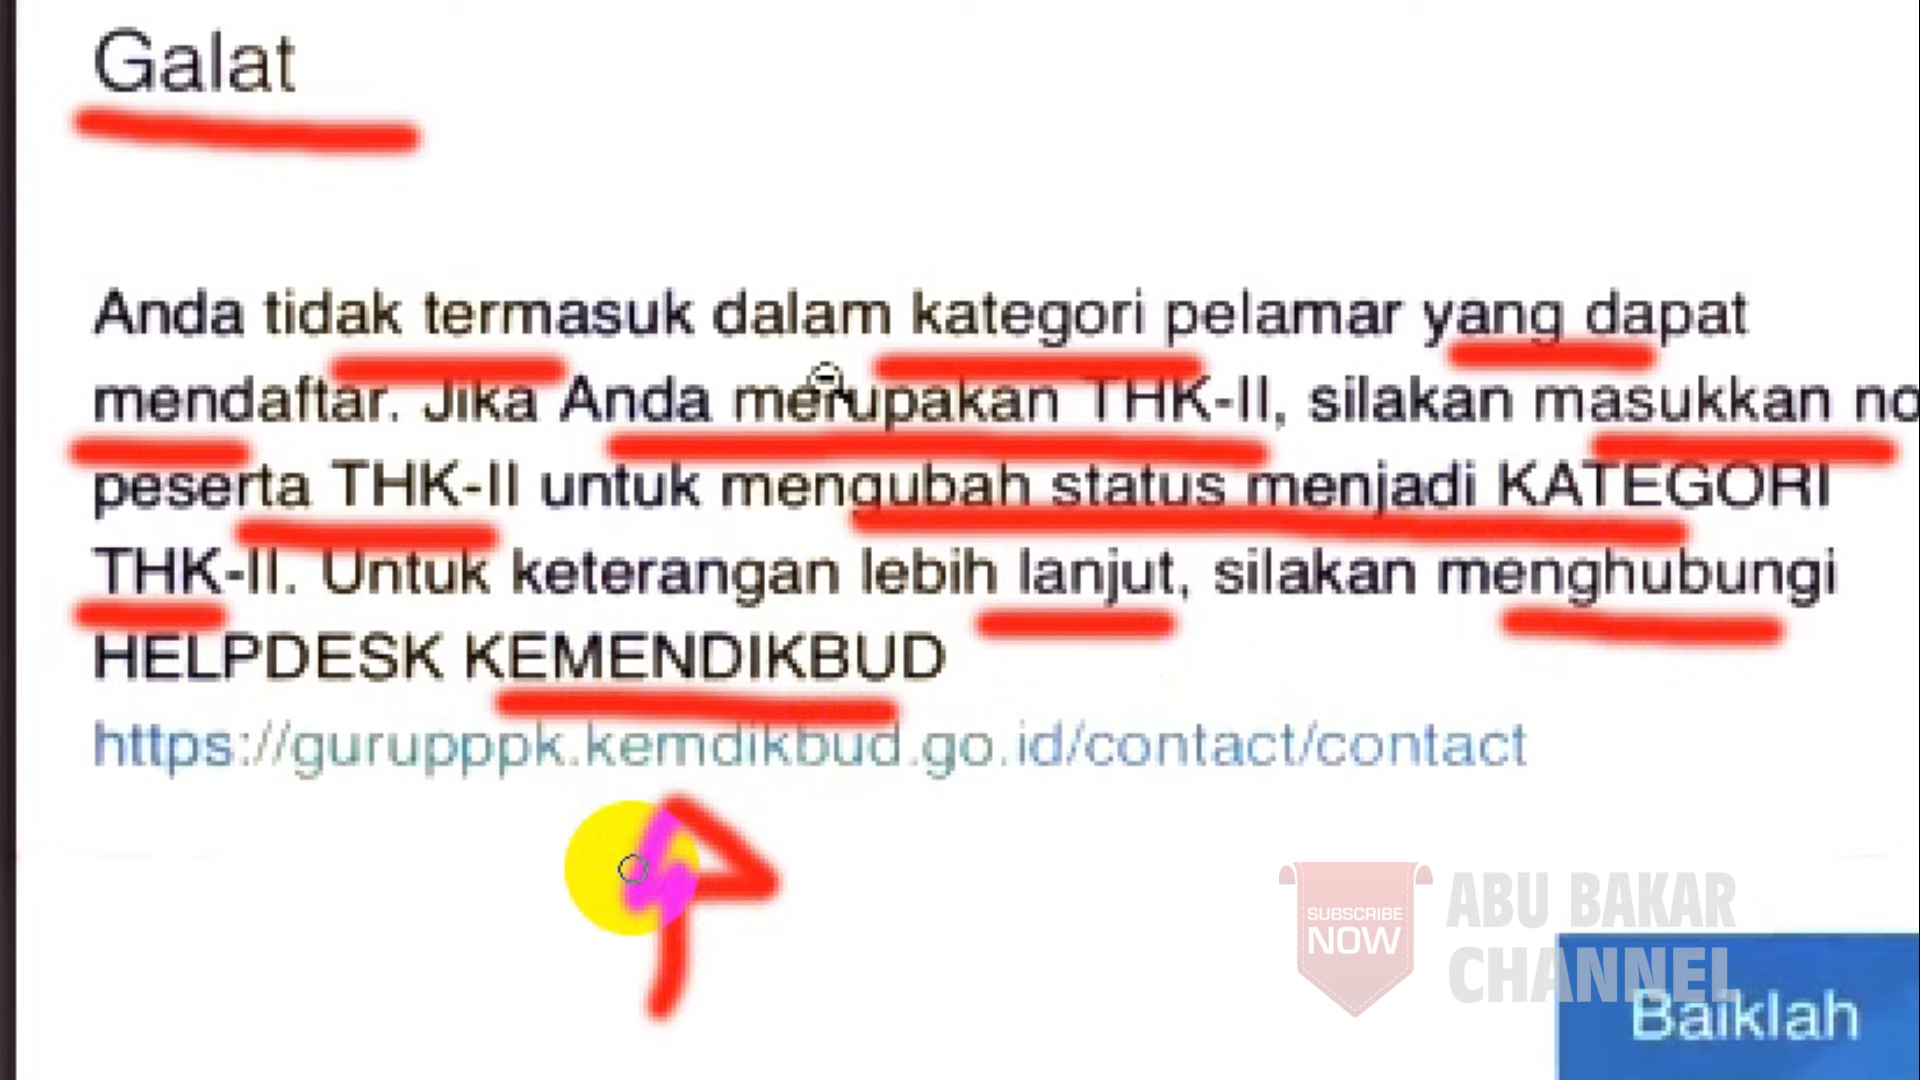 Galat
Anda tidak termasuk dalam kategori pelamar yang dapat
mendaftar. Jika Anda merupakan THK-II, silakan masukkan no
peserta THK-II untuk mengubah status menjadi KATEGORI
THK-II. Untuk keterangan lebih lanjut, silakan menghubungi
HELPDESK KEMENDIKBUD
https://gurupppk.kemdikbud.go.id/contact/contact
SUBSCRIBE
NOW
ABU BAKAR
CHANNEL
Baiklah